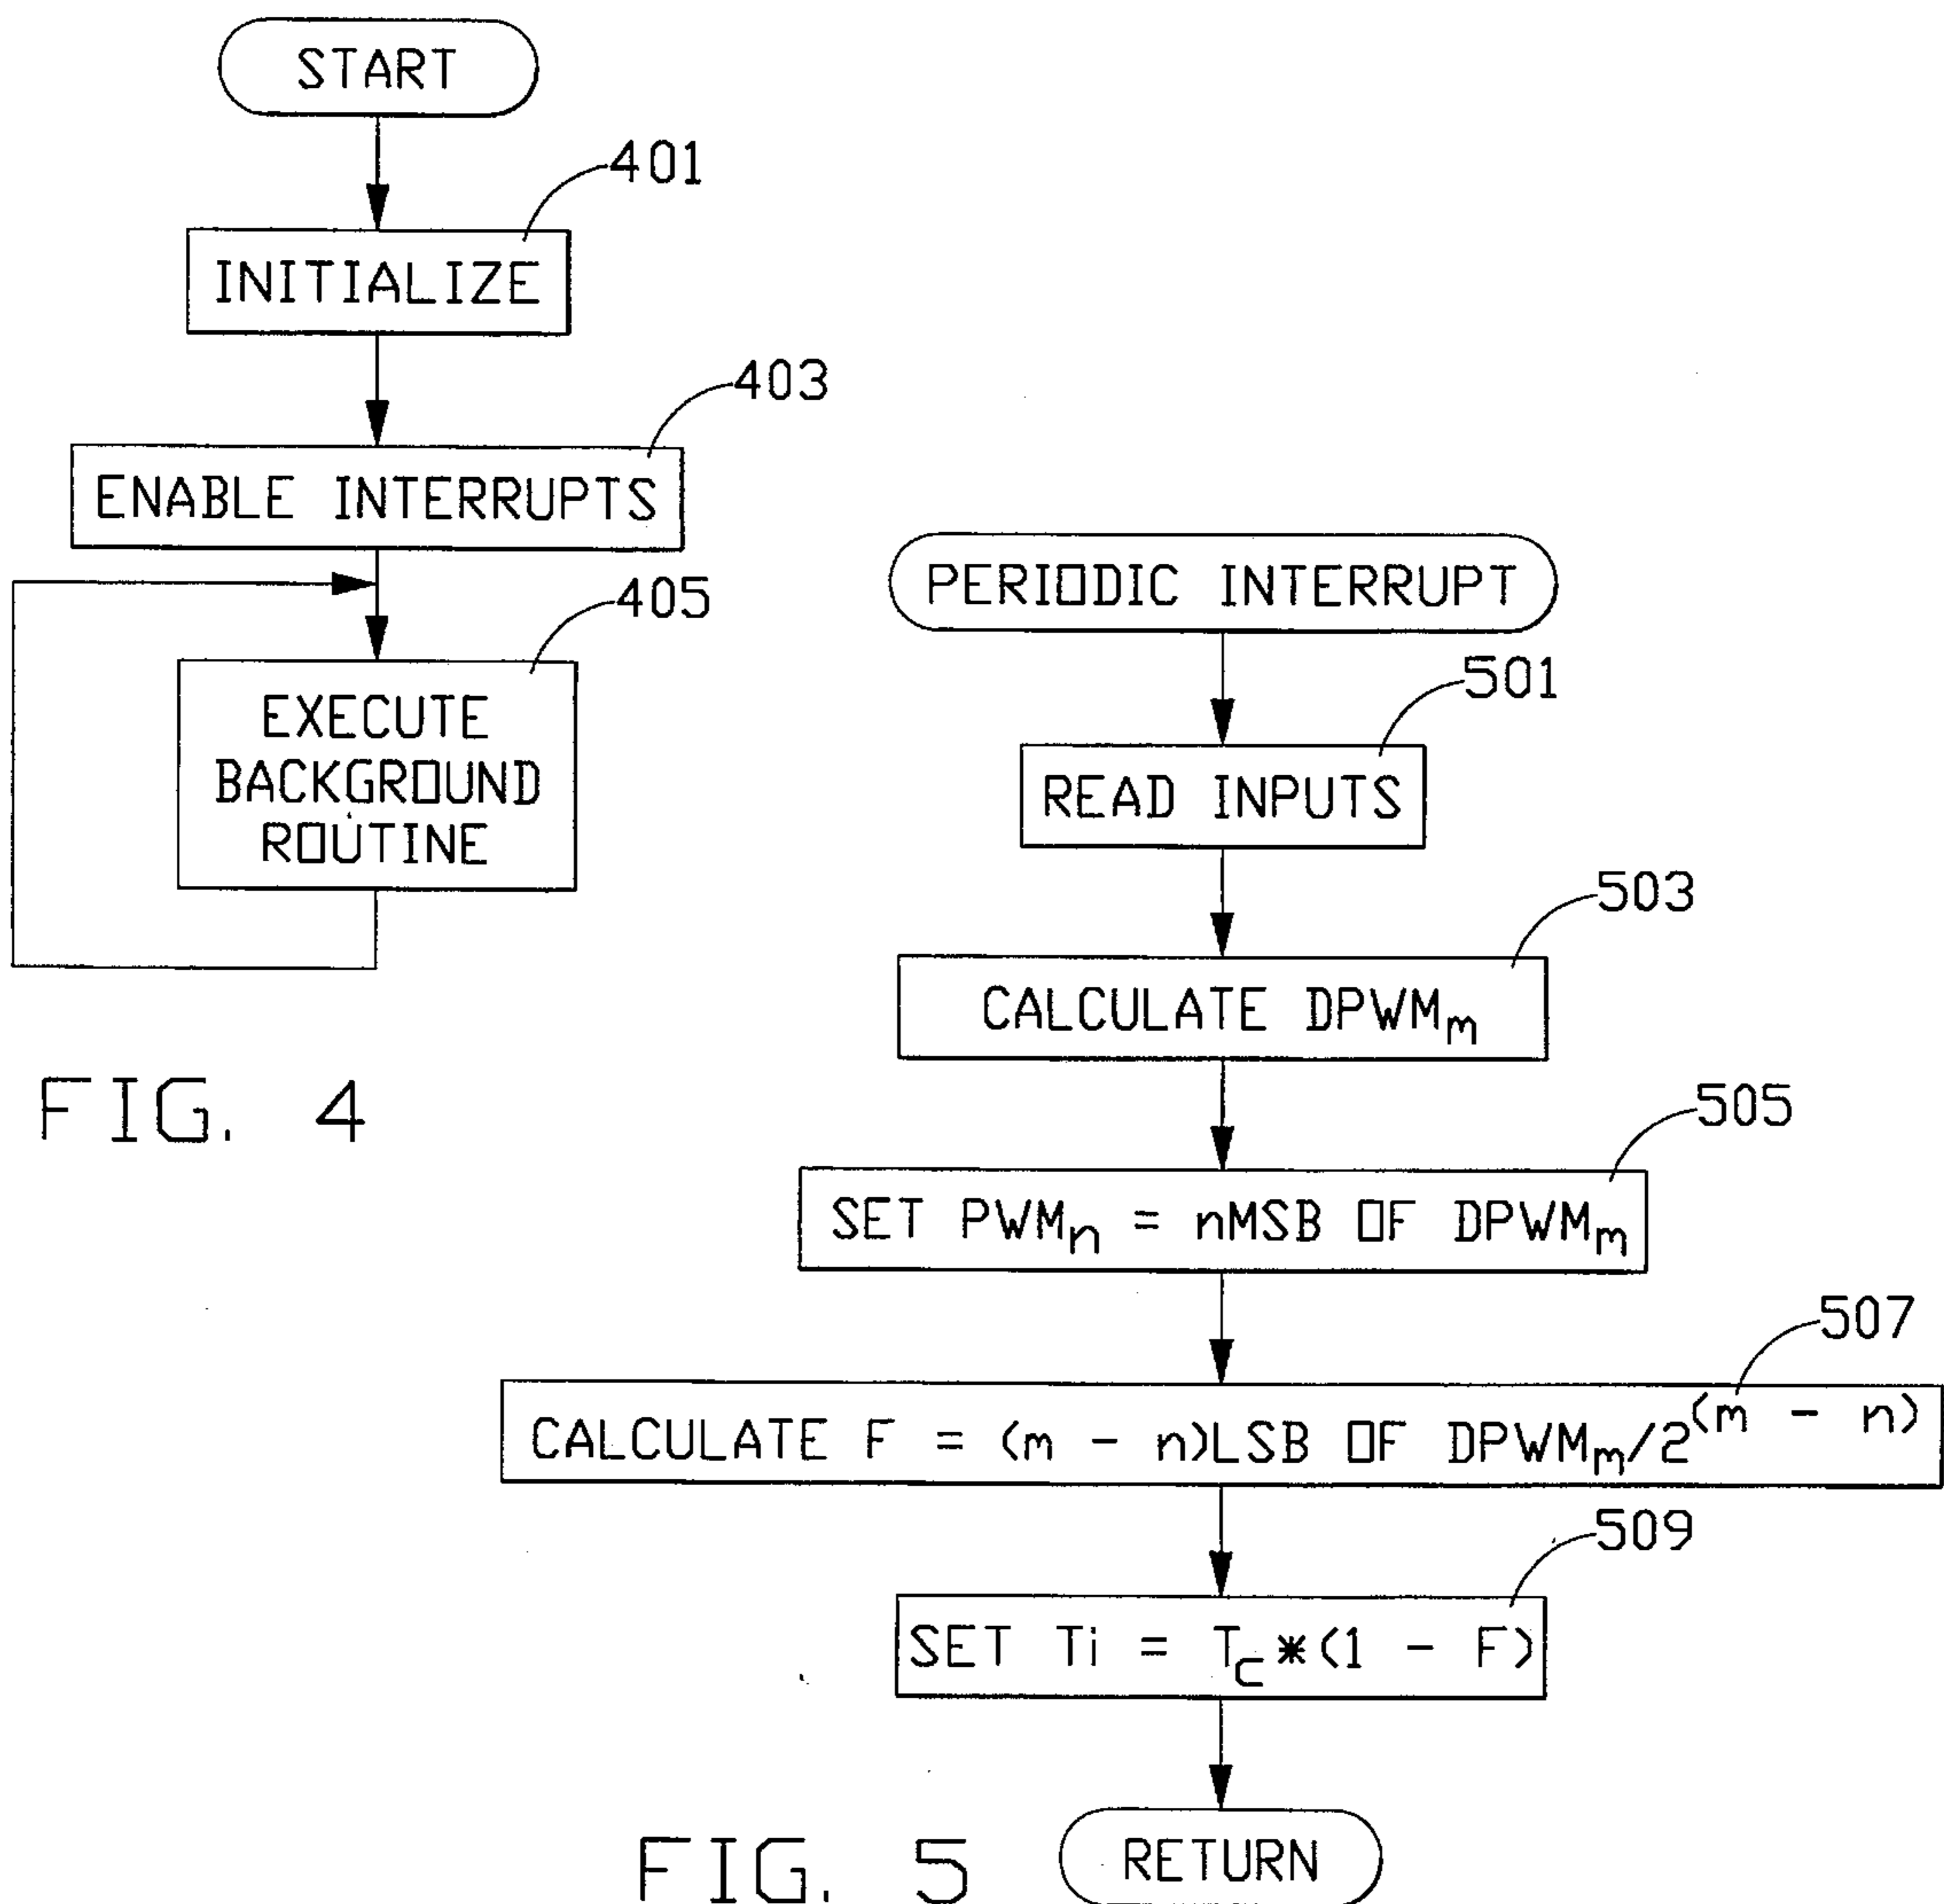 START
401
INITIALIZE
403
ENABLE INTERRUPTS
405
EXECUTE
BACKGROUND
ROUTINE
FIG. 4
PERIODIC INTERRUPT
501
READ INPUTS
503
CALCULATE DPWMm
505
SET PWMn = nMSB OF DPWMm
507
CALCULATE F = (m - n)LSB OF DPWMm/2(m - n)
509
SET Ti = Tc*(1 - F)
RETURN
FIG. 5